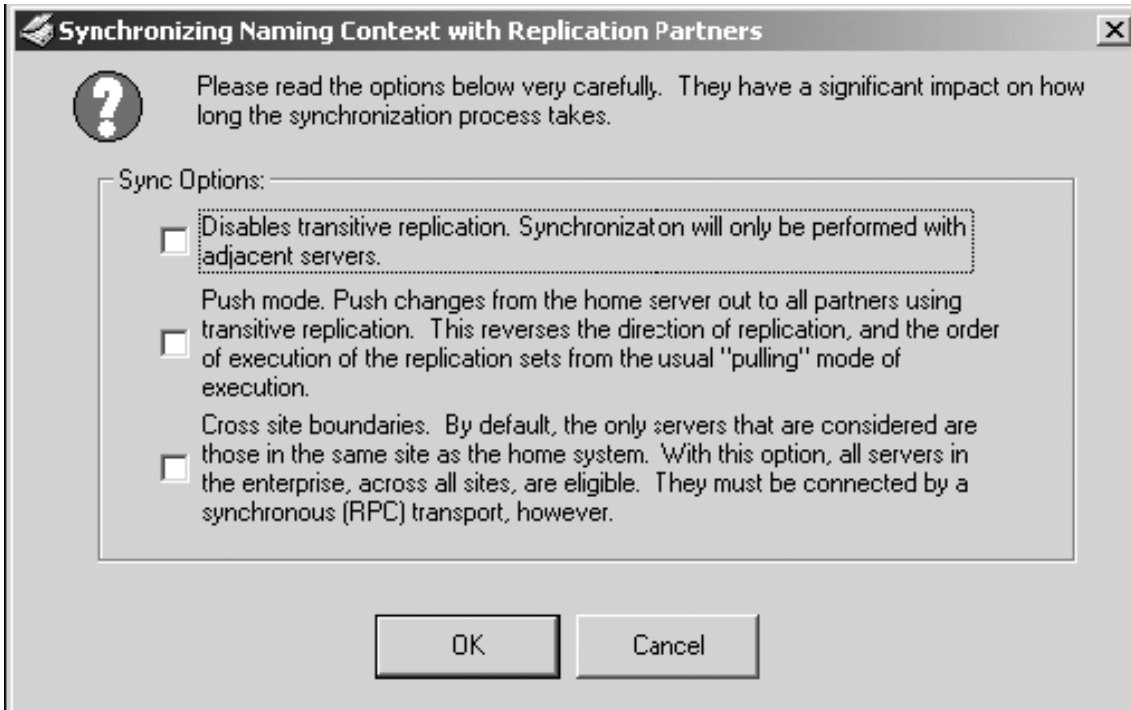 Synchronizing Naming Context with Replication Partners
Please read the options below very carefully.  They have a significant impact on how
long the synchronization process takes.
Sync Options:
Disables transitive replication. Synchronizaton will only be performed with
adjacent servers.
Push mode. Push changes from the home server out to all partners using
transitive replication.  This reverses the direction of replication, and the order
of execution of the replication sets from the usual "pulling" mode of
execution.
Cross site boundaries.  By default, the only servers that are considered are
those in the same site as the home system.  With this option, all servers in
the enterprise, across all sites, are eligible.  They must be connected by a
synchronous (RPC) transport, however.
OK
Cancel